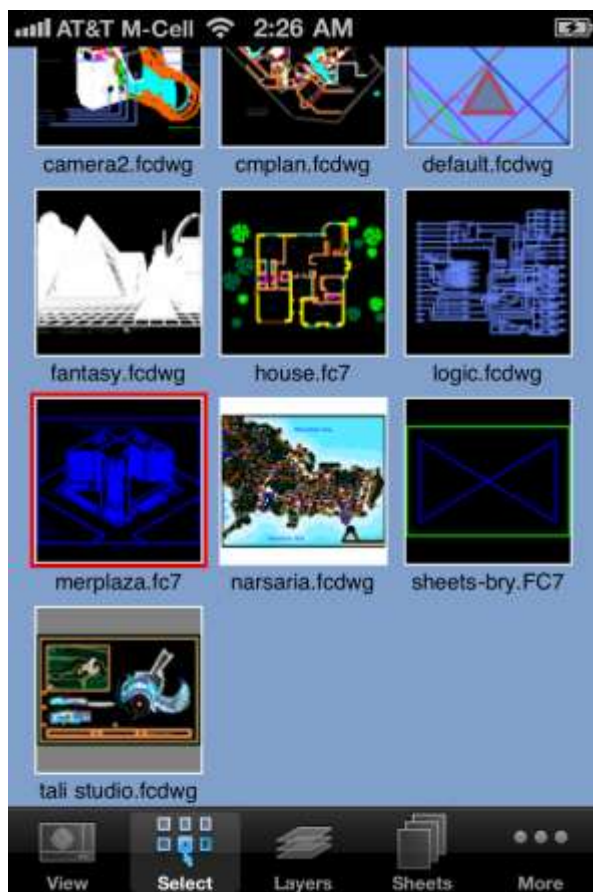 AT&T M-Cell 2:26 AM
camera2.fcdwg cmplan.fcdwg default.fcdwg
fantasy.fcdwg house.fc7 logic.fcdwg
merplaza.fc7 narsaria.fcdwg sheets-bry.FC7
tali studio.fcdwg
View Select Layers Sheets More